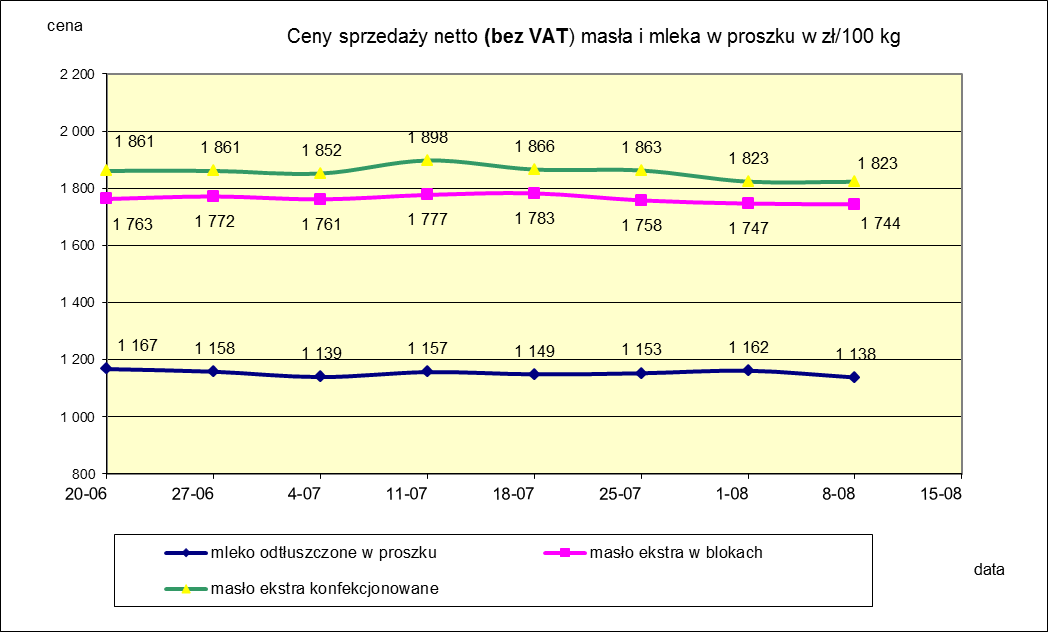 cena
Ceny sprzedaży netto (bez VAT) masła i mleka w proszku w zł/100 kg
2 200
2 000
1 800
1 600
1 400
1 200
1 000
800
1 861 1 861 1 852 1 898 1 866 1 863 1 823 1 823
1 763 1 772 1 761 1 777 1 783 1 758 1 747 1 744
1 167 1 158 1 139 1 157 1 149 1 153 1 162 1 138
20-06 27-06 4-07 11-07 18-07 25-07 1-08 8-08 15-08
mleko odtłuszczone w proszku masło ekstra w blokach
masło ekstra konfekcjonowane
data